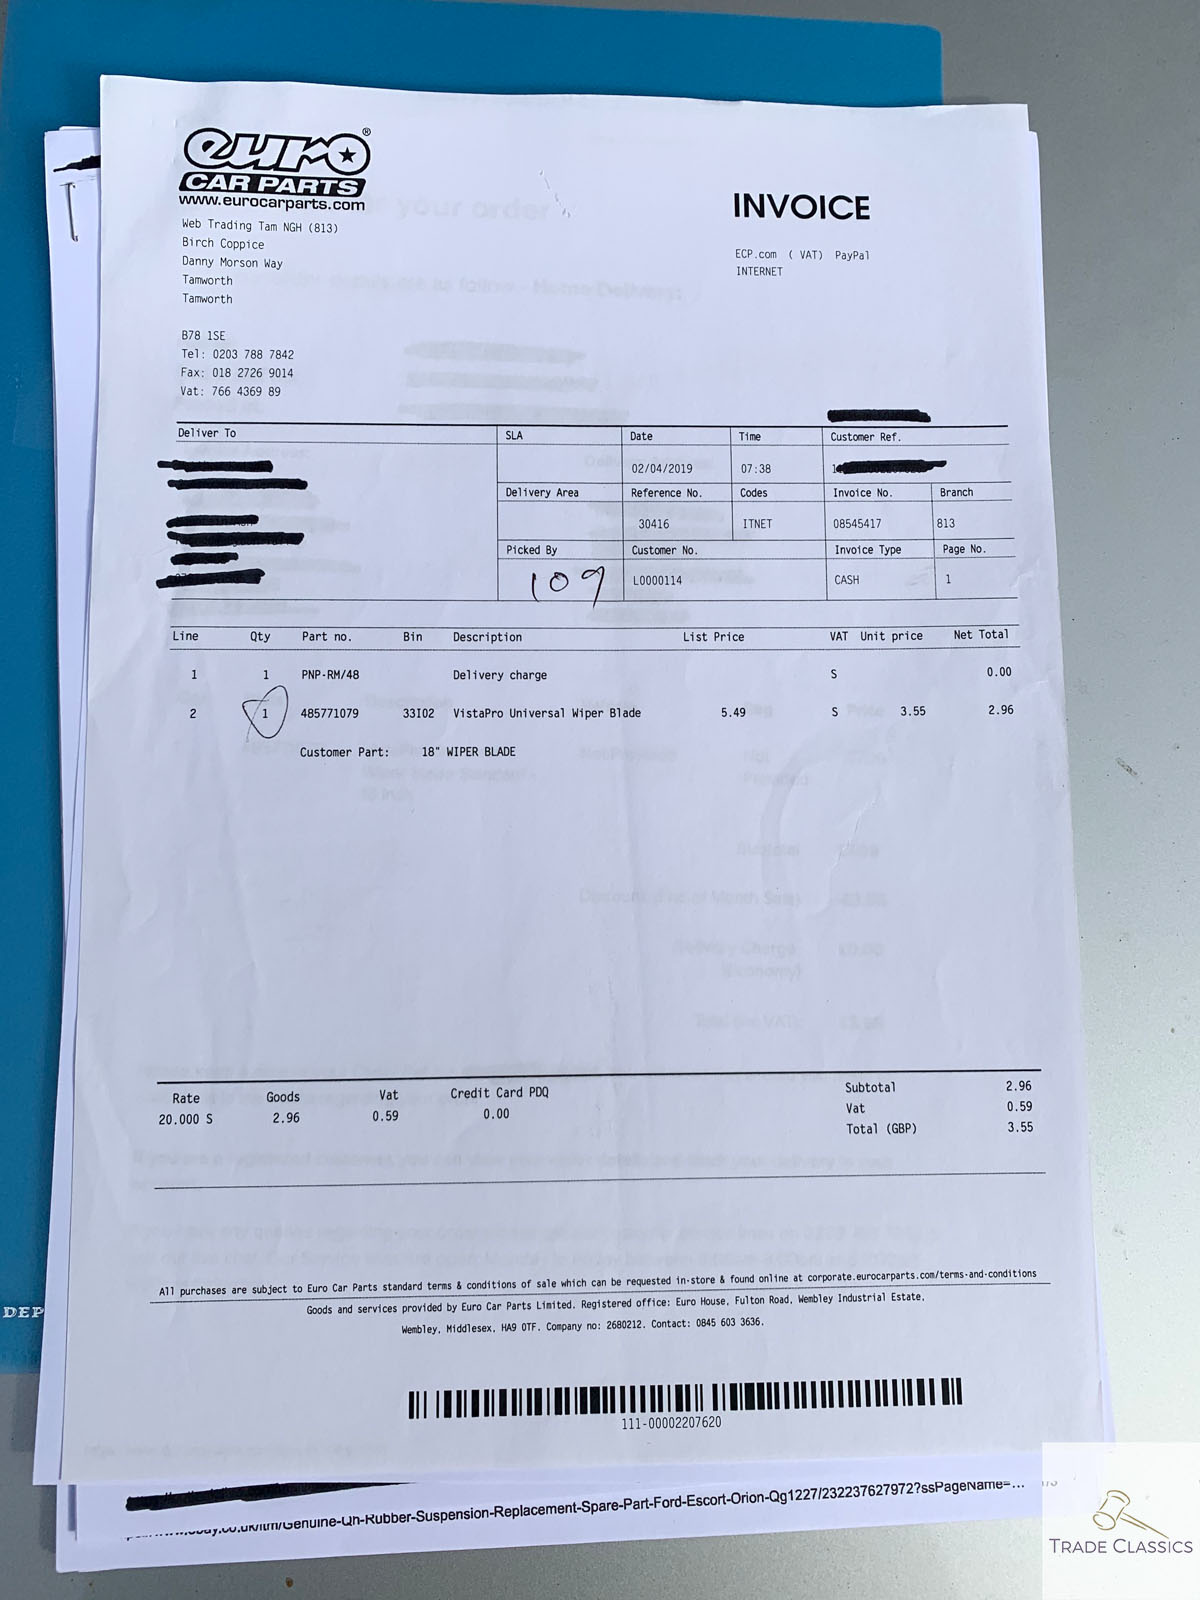 euro®
CAR PARTS
www.eurocarparts.com
INVOICE
Web Trading Tam NGH (813)
Birch Coppice
Danny Morson Way
Tamworth
Tamworth
B78 1SE
Tel: 0203 788 7842
Fax: 018 2726 9014
Vat: 766 4369 89
ECP.com ( VAT) PayPal
INTERNET
Deliver To SLA Date Time Customer Ref.
02/04/2019 07:38
Delivery Area Reference No. Codes Invoice No. Branch
30416 ITNET 08545417 813
Picked By Customer No. Invoice Type Page No.
109 L0000114 CASH 1
Line Qty Part no. Bin Description List Price VAT Unit price Net Total
1 1 PNP-RM/48 Delivery charge S 0.00
2 1 485771079 33I02 VistaPro Universal Wiper Blade 5.49 S 3.55 2.96
Customer Part: 18" WIPER BLADE
Rate Goods Vat Credit Card PDQ Subtotal 2.96
20.000 S 2.96 0.59 0.00 Vat 0.59
Total (GBP) 3.55
All purchases are subject to Euro Car Parts standard terms & conditions of sale which can be requested in-store & found online at corporate.eurocarparts.com/terms-and-conditions
Goods and services provided by Euro Car Parts Limited. Registered office: Euro House, Fulton Road, Wembley Industrial Estate,
Wembley, Middlesex, HA9 0TF. Company no: 2680212. Contact: 0845 603 3636.
111-00002207620
DEP
Genuine-Qh-Rubber-Suspension-Replacement-Spare-Part-Ford-Escort-Orion-Qg1227/232237627972?ssPageName=...
TRADE CLASSICS